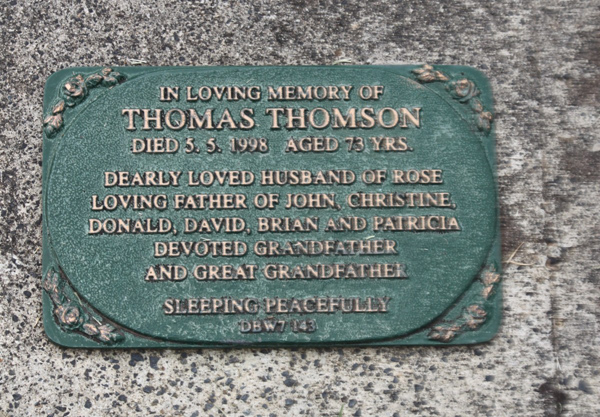 IN LOVING MEMORY OF
THOMAS THOMSON
DIED 5. 5. 1998 AGED 73 YRS.
DEARLY LOVED HUSBAND OF ROSE
LOVING FATHER OF JOHN, CHRISTINE,
DONALD, DAVID, BRIAN AND PATRICIA
DEVOTED GRANDFATHER
AND GREAT GRANDFATHER
SLEEPING PEACEFULLY
DBW7 143